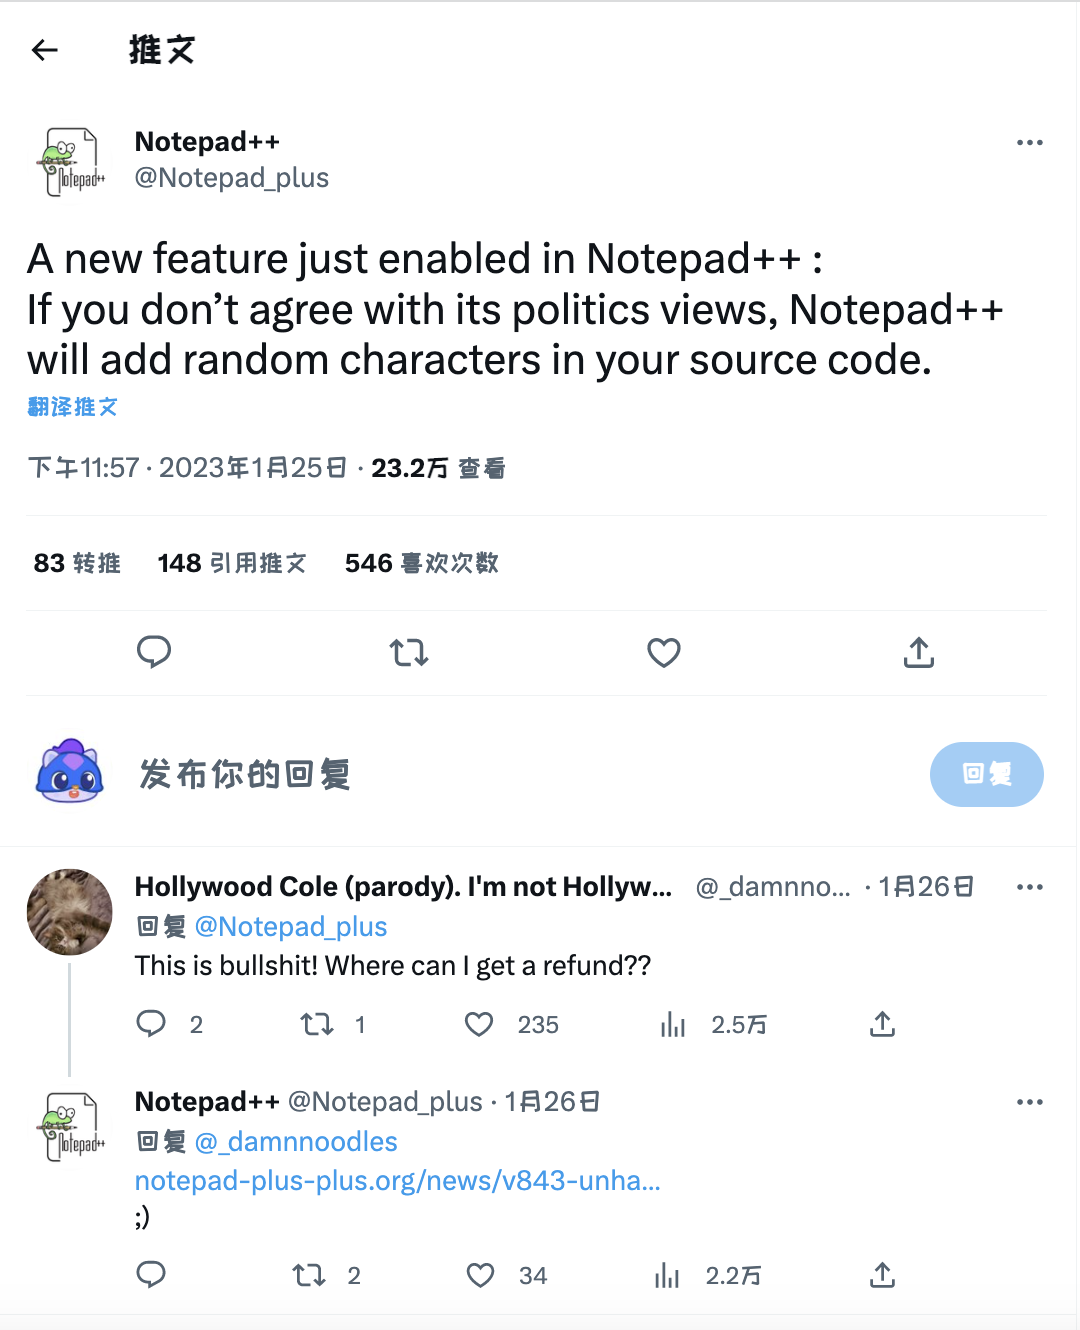 推文
Notepad++
@Notepad_plus
Notepad++
A new feature just enabled in Notepad++ :
If you don’t agree with its politics views, Notepad++
will add random characters in your source code.
翻译推文
下午11:57 · 2023年1月25日 · 23.2万 查看
83 转推 148 引用推文 546 喜欢次数
发布你的回复
回复
Hollywood Cole (parody). I'm not Hollyw... @_damnno... · 1月26日
回复 @Notepad_plus
This is bullshit! Where can I get a refund??
2 1 235 2.5万
Notepad++ @Notepad_plus · 1月26日
Notepad++
回复 @_damnnoodles
notepad-plus-plus.org/news/v843-unha...
;)
2 34 2.2万